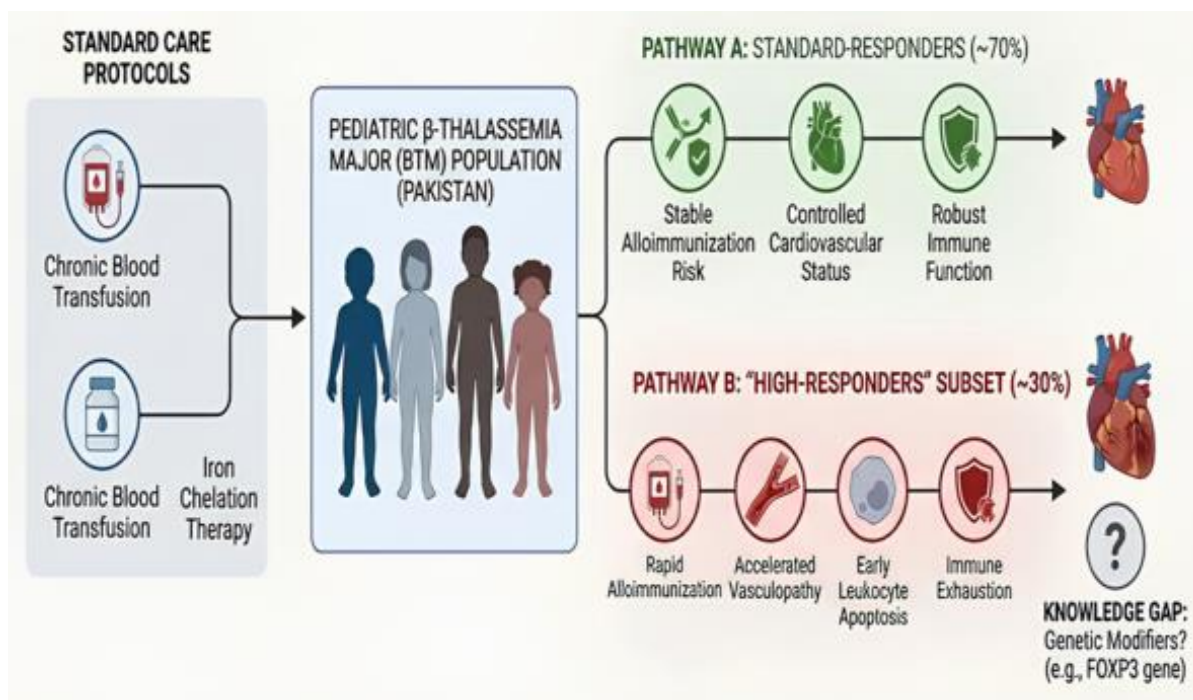 STANDARD CARE
PROTOCOLS
Chronic Blood
Transfusion
Chronic Blood
Transfusion
Iron
Chelation
Therapy
PEDIATRIC β-THALASSEMIA
MAJOR (BTM) POPULATION
(PAKISTAN)
PATHWAY A: STANDARD-RESPONDERS (~70%)
Stable
Alloimmunization
Risk
Controlled
Cardiovascular
Status
Robust
Immune
Function
PATHWAY B: "HIGH-RESPONDERS" SUBSET (~30%)
Rapid
Alloimmunization
Accelerated
Vasculopathy
Early
Leukocyte
Apoptosis
Immune
Exhaustion
?
KNOWLEDGE GAP:
Genetic Modifiers?
(e.g., FOXP3 gene)